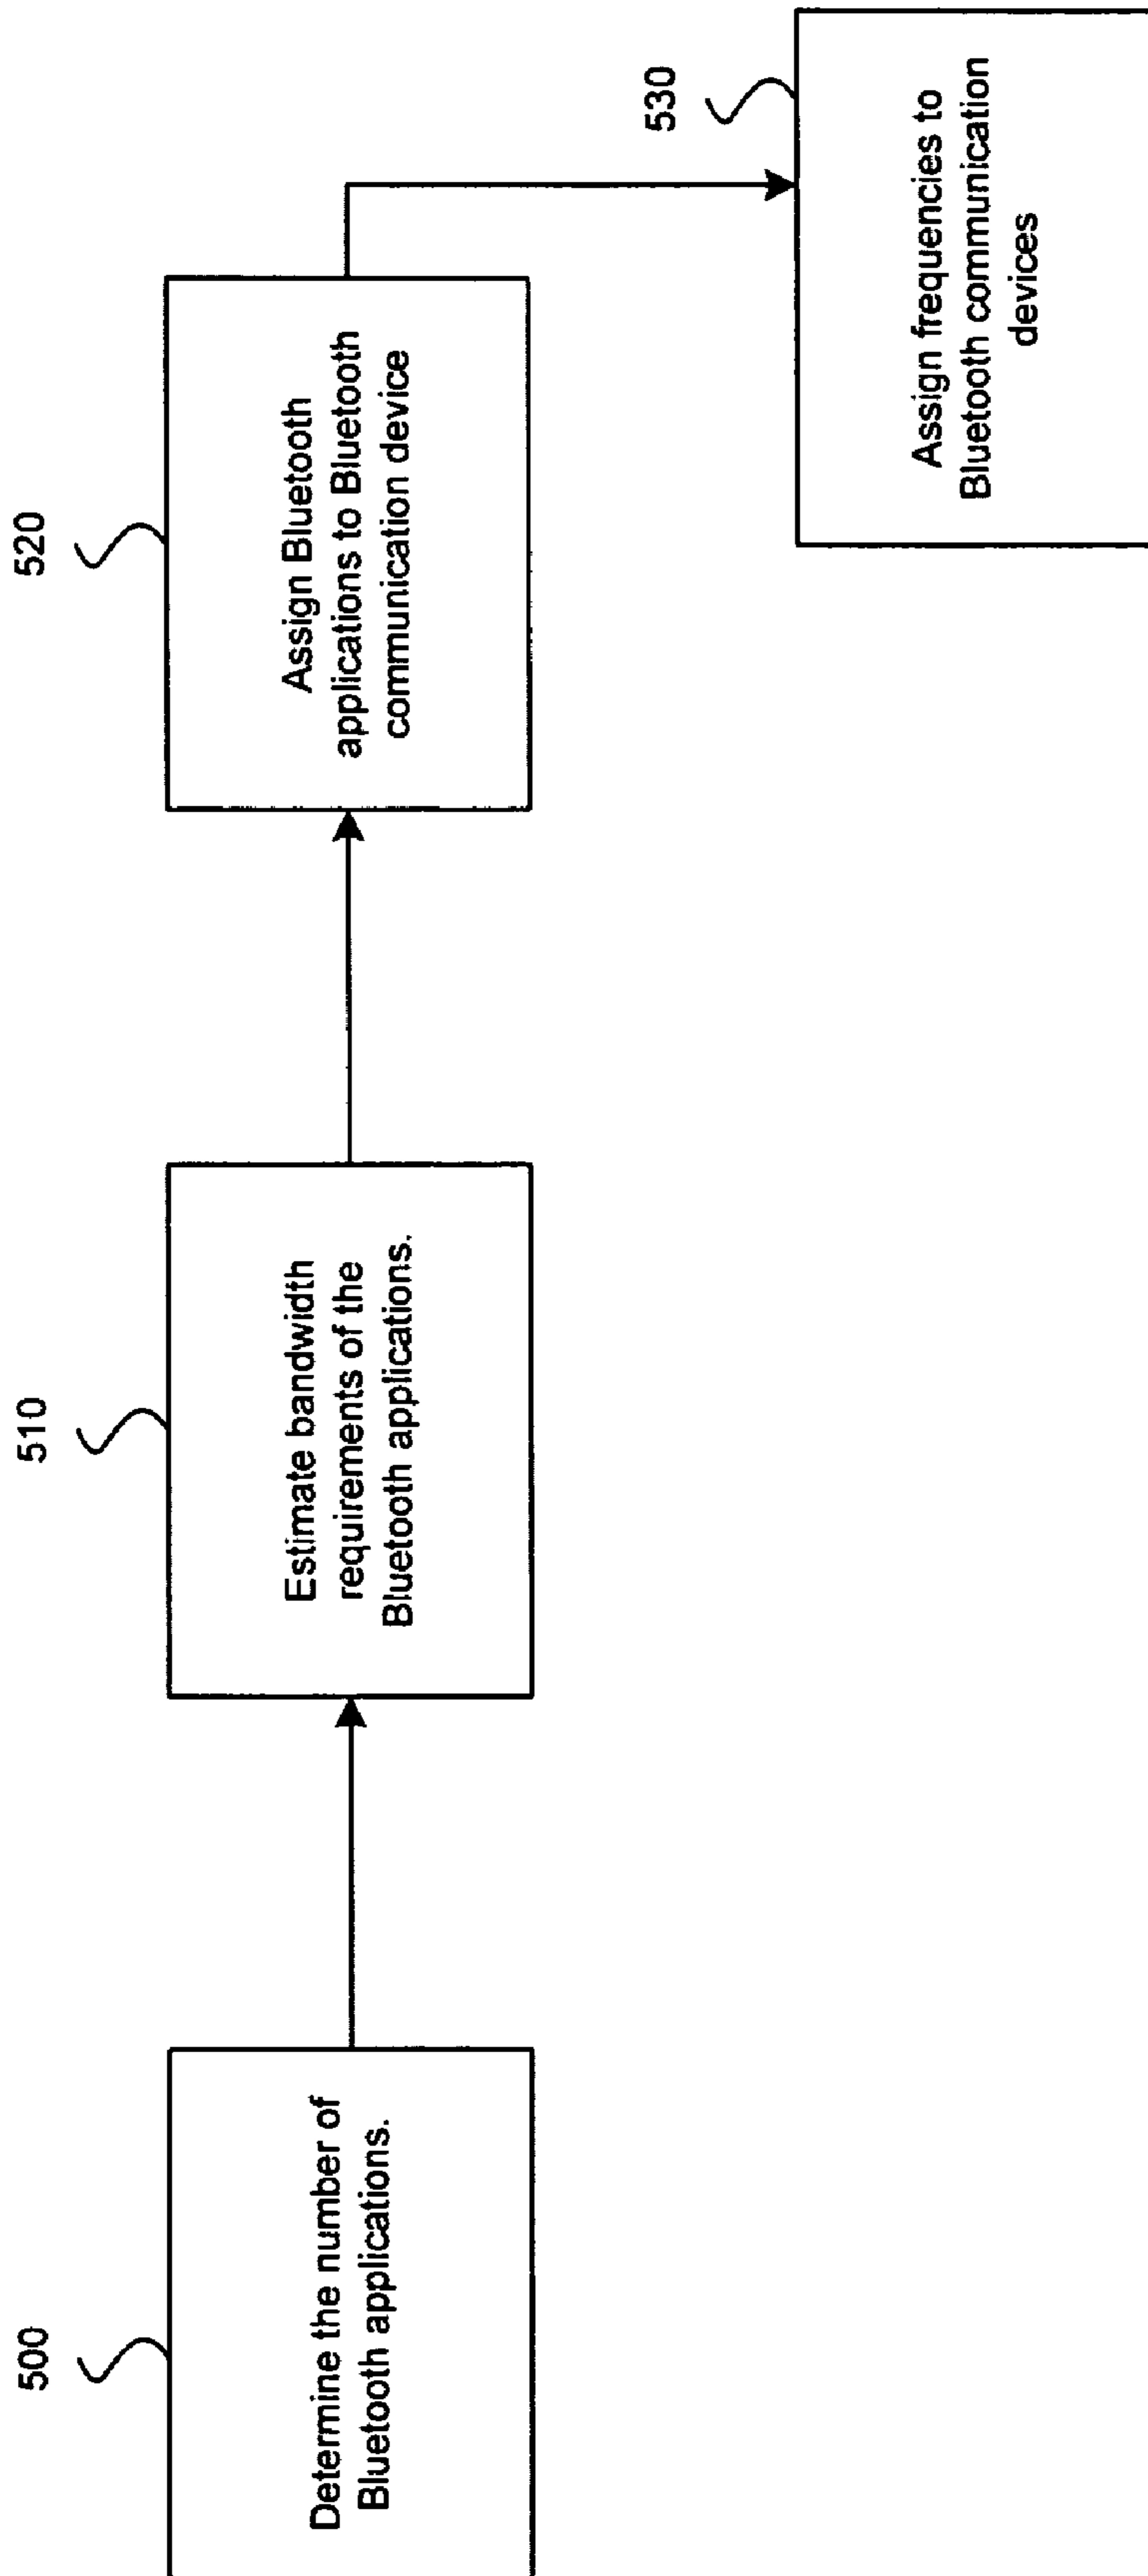 500
Determine the number of
Bluetooth applications.
510
Estimate bandwidth
requirements of the
Bluetooth applications.
520
Assign Bluetooth
applications to Bluetooth
communication device
530
Assign frequencies to
Bluetooth communication
devices